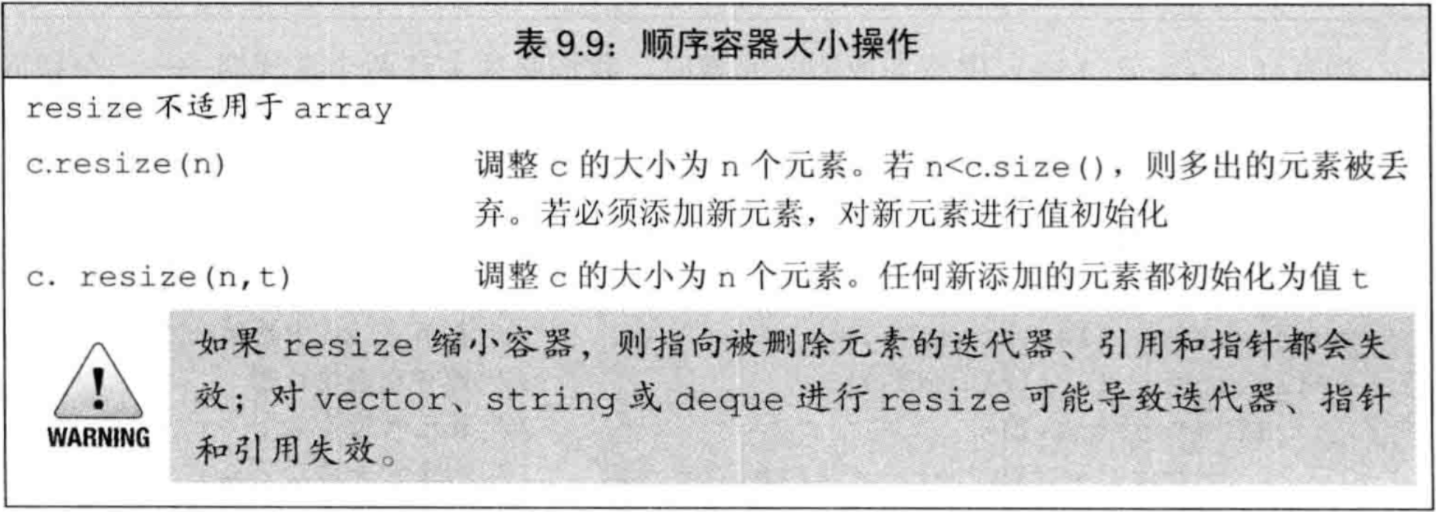 表 9.9：顺序容器大小操作
resize 不适用于 array
c.resize(n) 调整 c 的大小为 n 个元素。若 n<c.size()，则多出的元素被丢
弃。若必须添加新元素，对新元素进行值初始化
c. resize(n,t) 调整 c 的大小为 n 个元素。任何新添加的元素都初始化为值 t
如果 resize 缩小容器，则指向被删除元素的迭代器、引用和指针都会失
效；对 vector、string 或 deque 进行 resize 可能导致迭代器、指针
WARNING
和引用失效。